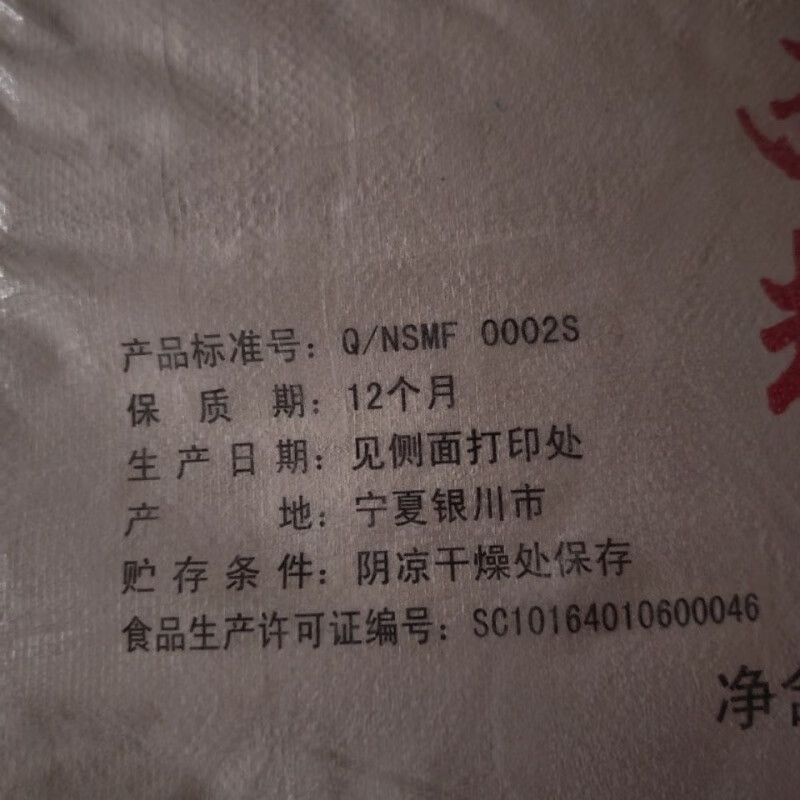 产品标准号：Q/NSMF 0002S
保质期：12个月
生产日期：见侧面打印处
产地：宁夏银川市
贮存条件：阴凉干燥处保存
食品生产许可证编号：SC10164010600046
净含